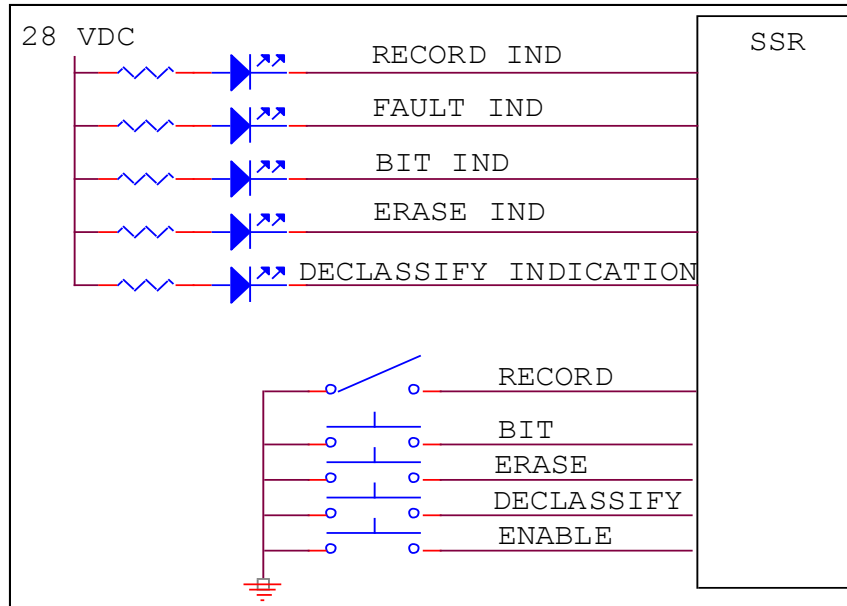 28 VDC
SSR
RECORD IND
FAULT IND
BIT IND
ERASE IND
DECLASSIFY INDICATION
RECORD
BIT
ERASE
DECLASSIFY
ENABLE